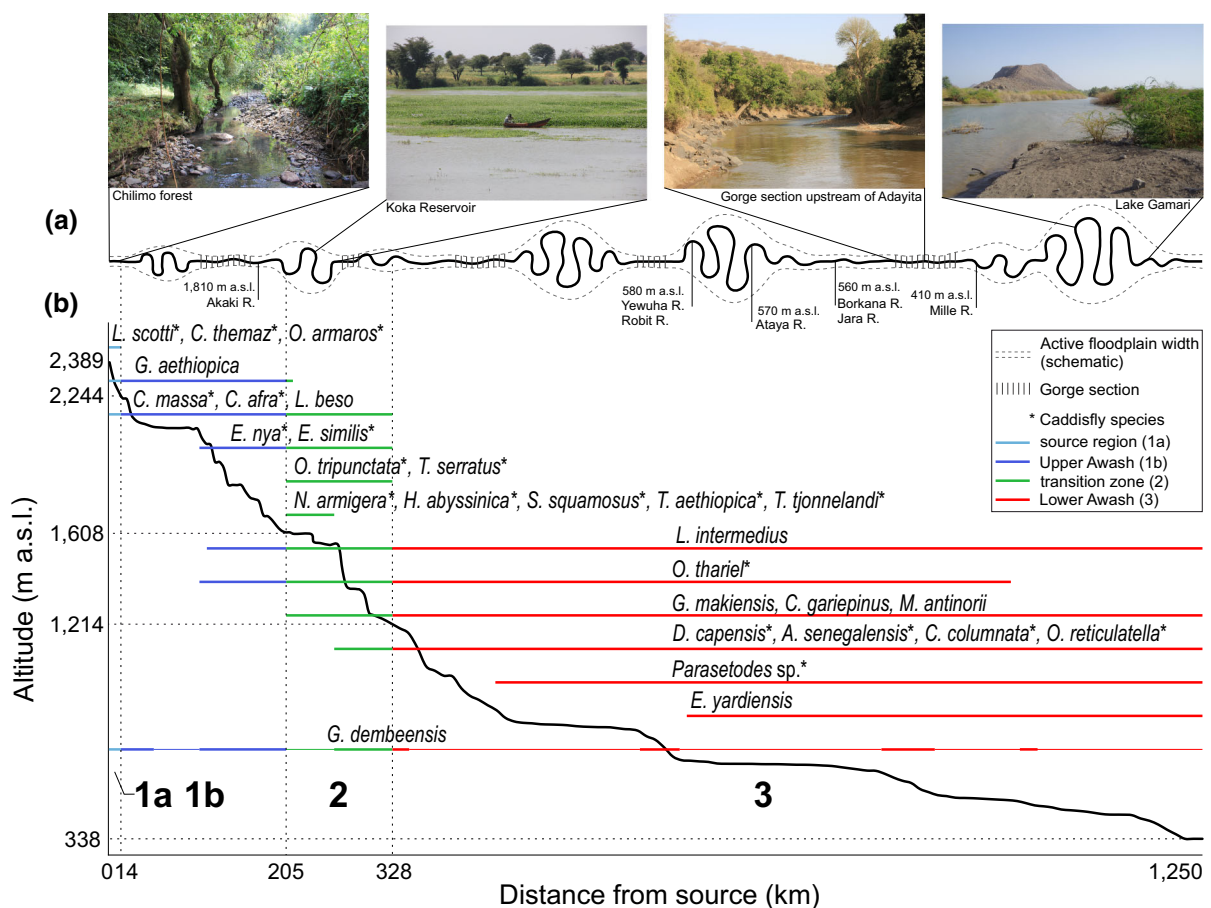 Chilimo forest
Koka Reservoir
Gorge section upstream of Adayita
Lake Gamari
(a)
1,810 m a.s.l.
Akaki R.
580 m a.s.l.
Yewuha R.
Robit R.
570 m a.s.l.
Ataya R.
560 m a.s.l.
Borkana R.
Jara R.
410 m a.s.l.
Mille R.
(b)
Active floodplain width
(schematic)
Gorge section
* Caddisfly species
source region (1a)
Upper Awash (1b)
transition zone (2)
Lower Awash (3)
L. scotti*, C. themaz*, O. armaros*
G. aethiopica
C. massa*, C. afra*, L. beso
E. nya*, E. similis*
O. tripunctata*, T. serratus*
N. armigera*, H. abyssinica*, S. squamosus*, T. aethiopica*, T. tjonnelandi*
L. intermedius
O. thariel*
G. makiensis, C. gariepinus, M. antinorii
D. capensis*, A. senegalensis*, C. columnata*, O. reticulatella*
Parasetodes sp.*
E. yardiensis
G. dembeensis
1a 1b 2 3
Altitude (m a.s.l.)
2,389
2,244
1,608
1,214
338
014 205 328 1,250
Distance from source (km)